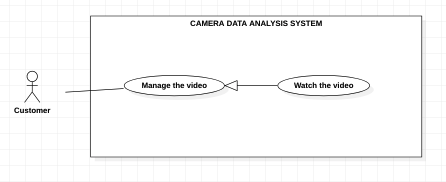 CAMERA DATA ANALYSIS SYSTEM
Manage the video
Watch the video
Customer